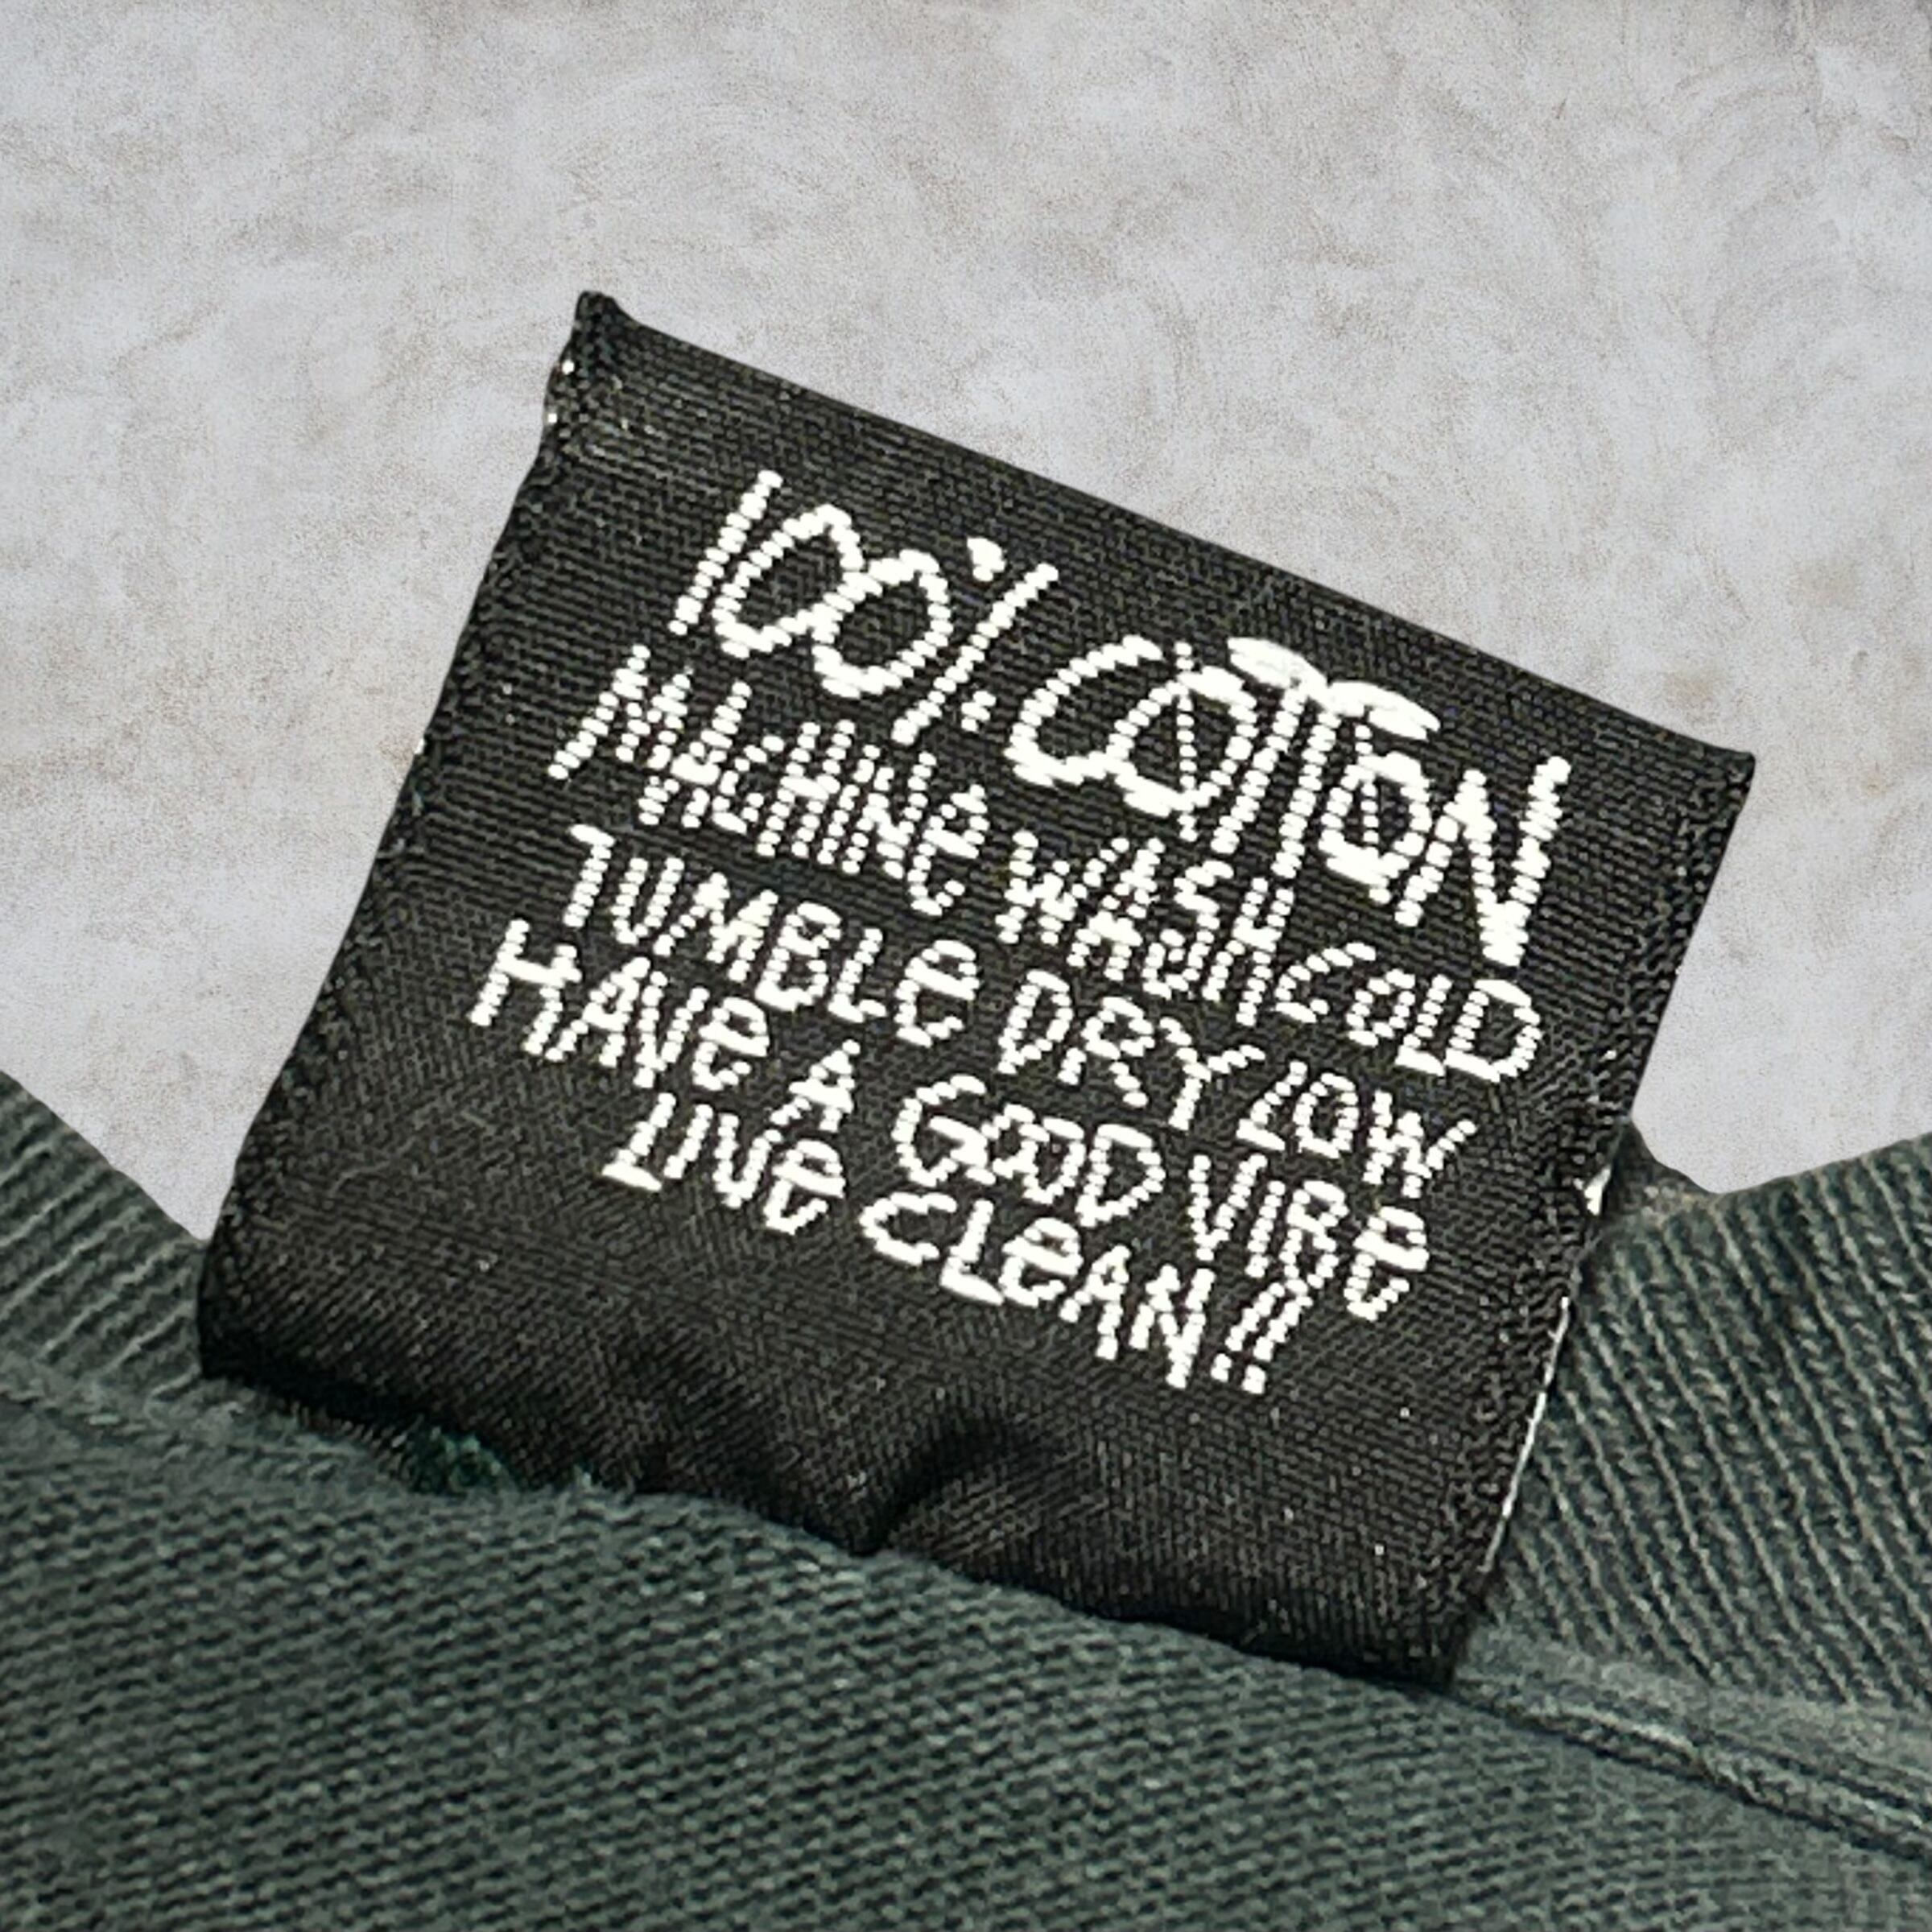 100% COTTON
MACHINe WASH COLD
TUMBLe DRY LOW
HAVe A GOOD VIBe
LIVe CLeAN!!